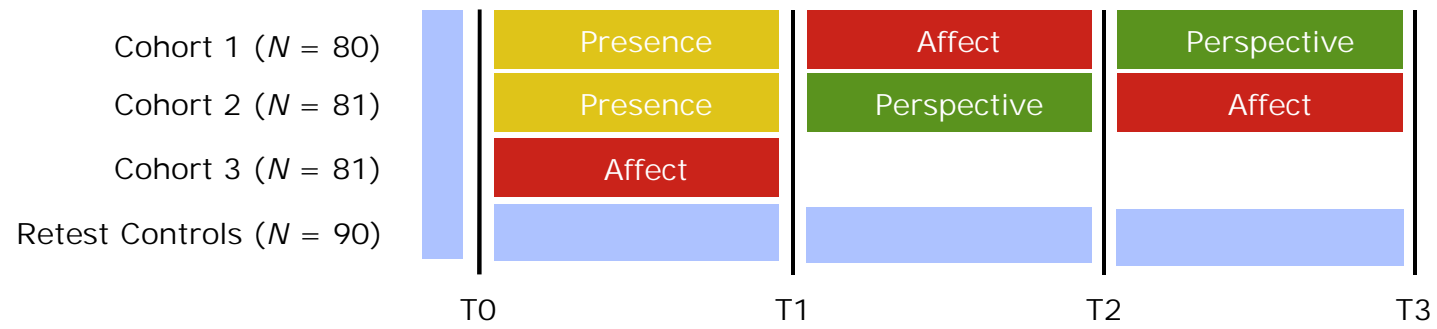 Cohort 1 (N = 80) Presence Affect Perspective
Cohort 2 (N = 81) Presence Perspective Affect
Cohort 3 (N = 81) Affect
Retest Controls (N = 90)
T0 T1 T2 T3